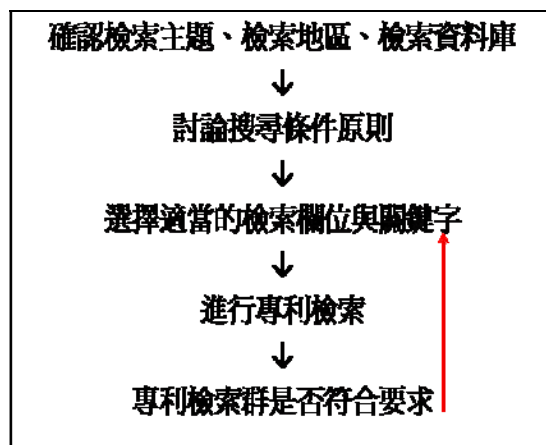 確認檢索主題、檢索地區、檢索資料庫
↓
討論搜尋條件原則
↓
選擇適當的檢索欄位與關鍵字
↓
進行專利檢索
↓
專利檢索群是否符合要求